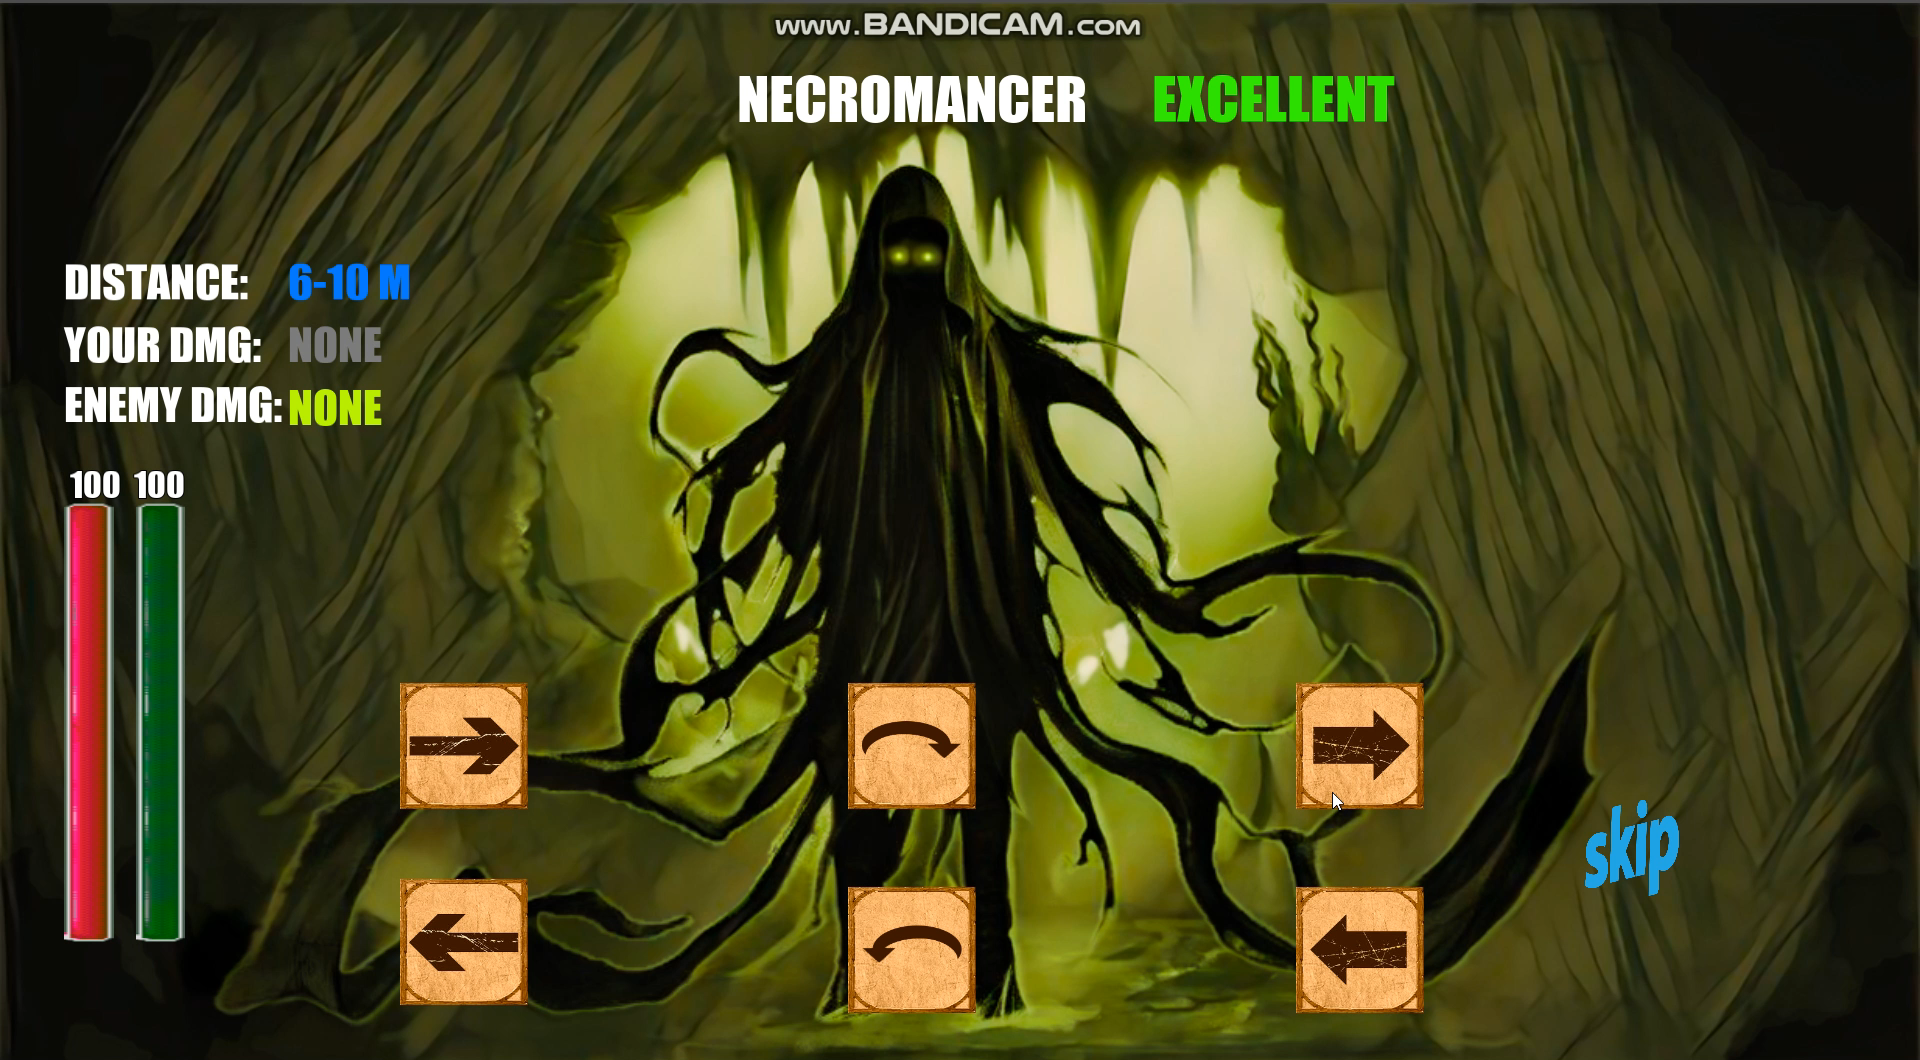 www.BANDICAM.com
NECROMANCER EXCELLENT
DISTANCE: 6-10 M
YOUR DMG: NONE
ENEMY DMG: NONE
100 100
skip